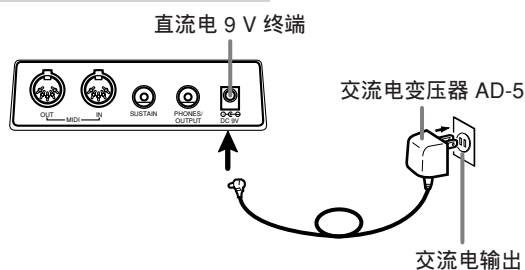 直流电 9 V 终端
交流电变压器 AD-5
OUT
MIDI
IN
SUSTAIN
PHONES/
OUTPUT
DC 9V
交流电输出